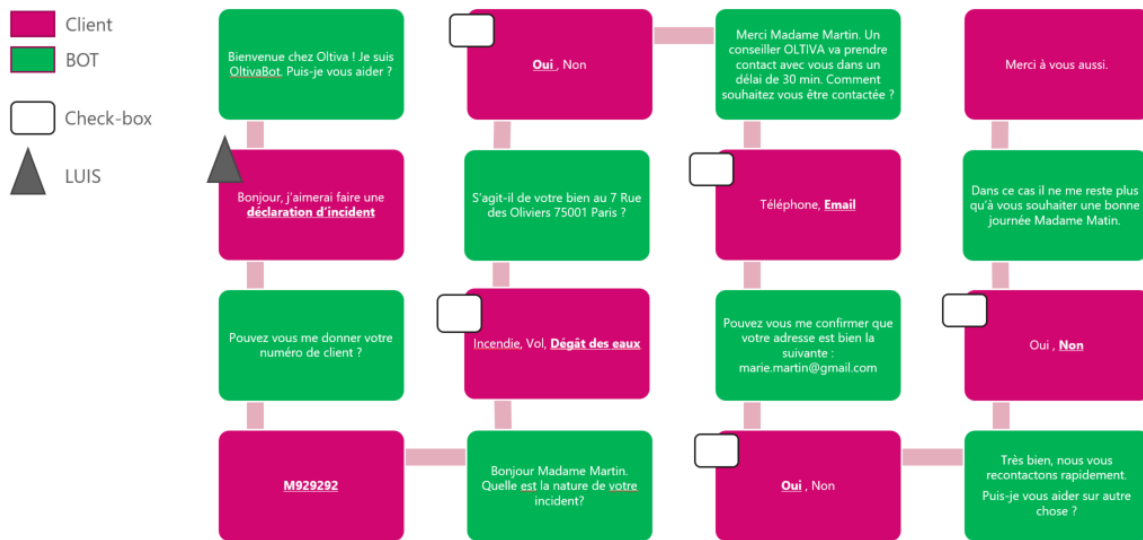 Client
BOT
Check-box
LUIS
Bienvenue chez Oltiva ! Je suis
OltivaBot. Puis-je vous aider ?
Bonjour, j'aimerai faire une
déclaration d'incident
Pouvez vous me donner votre
numéro de client ?
M929292
Bonjour Madame Martin.
Quelle est la nature de votre
incident?
Incendie, Vol, Dégât des eaux
S'agit-il de votre bien au 7 Rue
des Oliviers 75001 Paris ?
Oui , Non
Merci Madame Martin. Un
conseiller OLTIVA va prendre
contact avec vous dans un
délai de 30 min. Comment
souhaitez vous être contactée ?
Téléphone, Email
Pouvez vous me confirmer que
votre adresse est bien la
suivante :
marie.martin@gmail.com
Oui , Non
Très bien, nous vous
recontactons rapidement.
Puis-je vous aider sur autre
chose ?
Oui , Non
Dans ce cas il ne me reste plus
qu'à vous souhaiter une bonne
journée Madame Matin.
Merci à vous aussi.